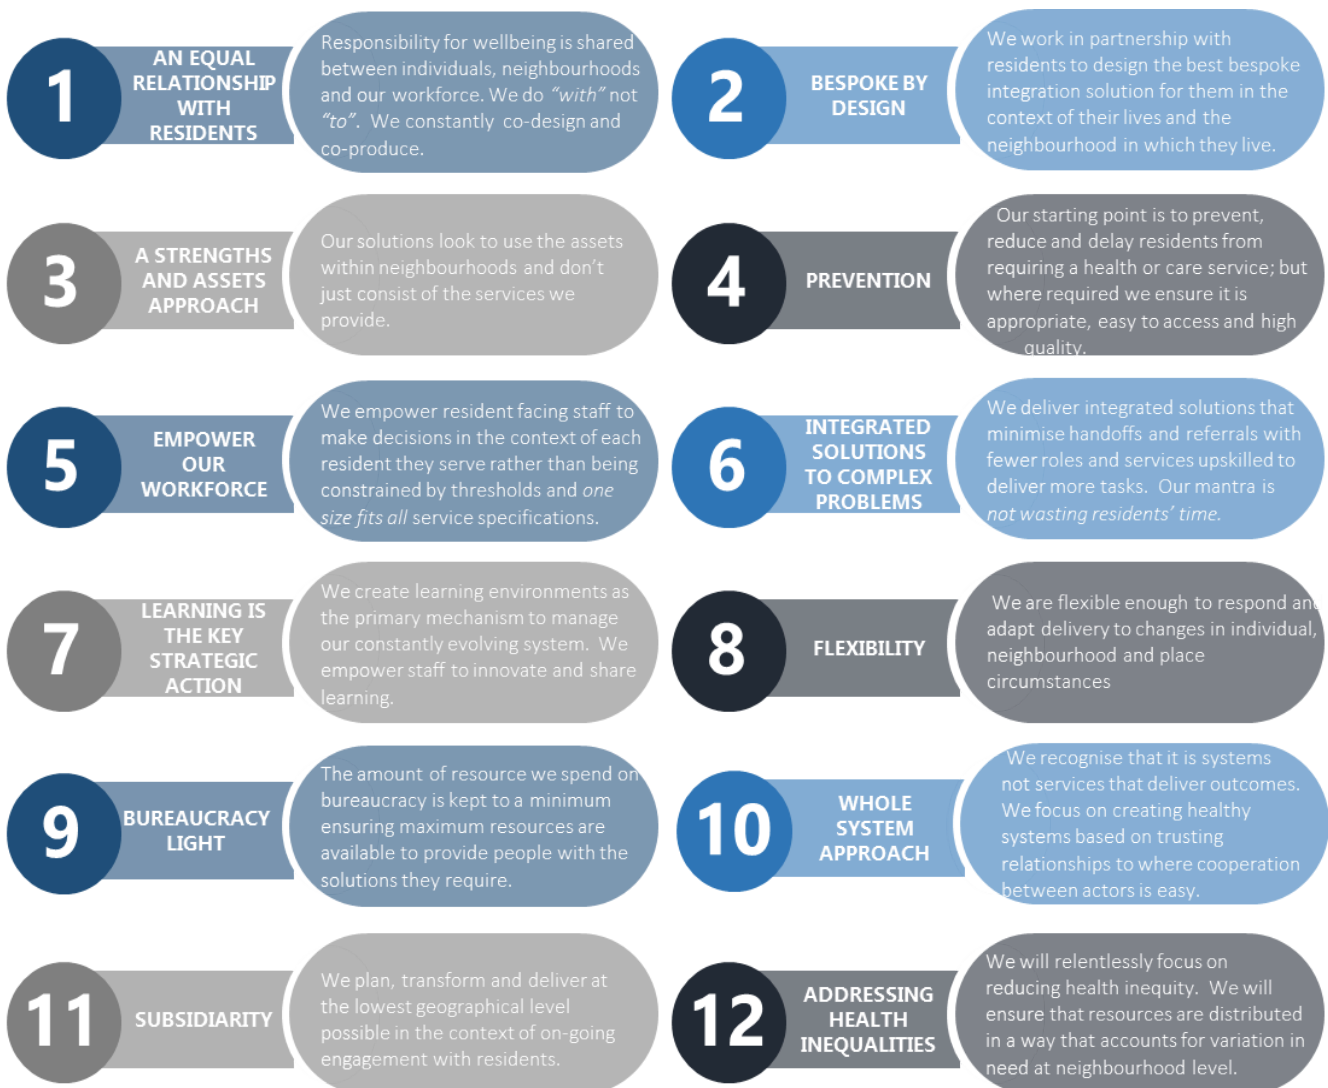 1
AN EQUAL
RELATIONSHIP
WITH
RESIDENTS
Responsibility for wellbeing is shared
between individuals, neighbourhoods
and our workforce. We do “with” not
“to”. We constantly co-design and
co-produce.
2
BESPOKE BY
DESIGN
We work in partnership with
residents to design the best bespoke
integration solution for them in the
context of their lives and the
neighbourhood in which they live.
3
A STRENGTHS
AND ASSETS
APPROACH
Our solutions look to use the assets
within neighbourhoods and don’t
just consist of the services we
provide.
4
PREVENTION
Our starting point is to prevent,
reduce and delay residents from
requiring a health or care service; but
where required we ensure it is
appropriate, easy to access and high
quality.
5
EMPOWER
OUR
WORKFORCE
We empower resident facing staff to
make decisions in the context of each
resident they serve rather than being
constrained by thresholds and one
size fits all service specifications.
6
INTEGRATED
SOLUTIONS
TO COMPLEX
PROBLEMS
We deliver integrated solutions that
minimise handoffs and referrals with
fewer roles and services upskilled to
deliver more tasks. Our mantra is
not wasting residents’ time.
7
LEARNING IS
THE KEY
STRATEGIC
ACTION
We create learning environments as
the primary mechanism to manage
our constantly evolving system. We
empower staff to innovate and share
learning.
8
FLEXIBILITY
We are flexible enough to respond and
adapt delivery to changes in individual,
neighbourhood and place
circumstances
9
BUREAUCRACY
LIGHT
The amount of resource we spend on
bureaucracy is kept to a minimum
ensuring maximum resources are
available to provide people with the
solutions they require.
10
WHOLE
SYSTEM
APPROACH
We recognise that it is systems
not services that deliver outcomes.
We focus on creating healthy
systems based on trusting
relationships to where cooperation
between actors is easy.
11
SUBSIDIARITY
We plan, transform and deliver at
the lowest geographical level
possible in the context of on-going
engagement with residents.
12
ADDRESSING
HEALTH
INEQUALITIES
We will relentlessly focus on
reducing health inequity. We will
ensure that resources are distributed
in a way that accounts for variation in
need at neighbourhood level.